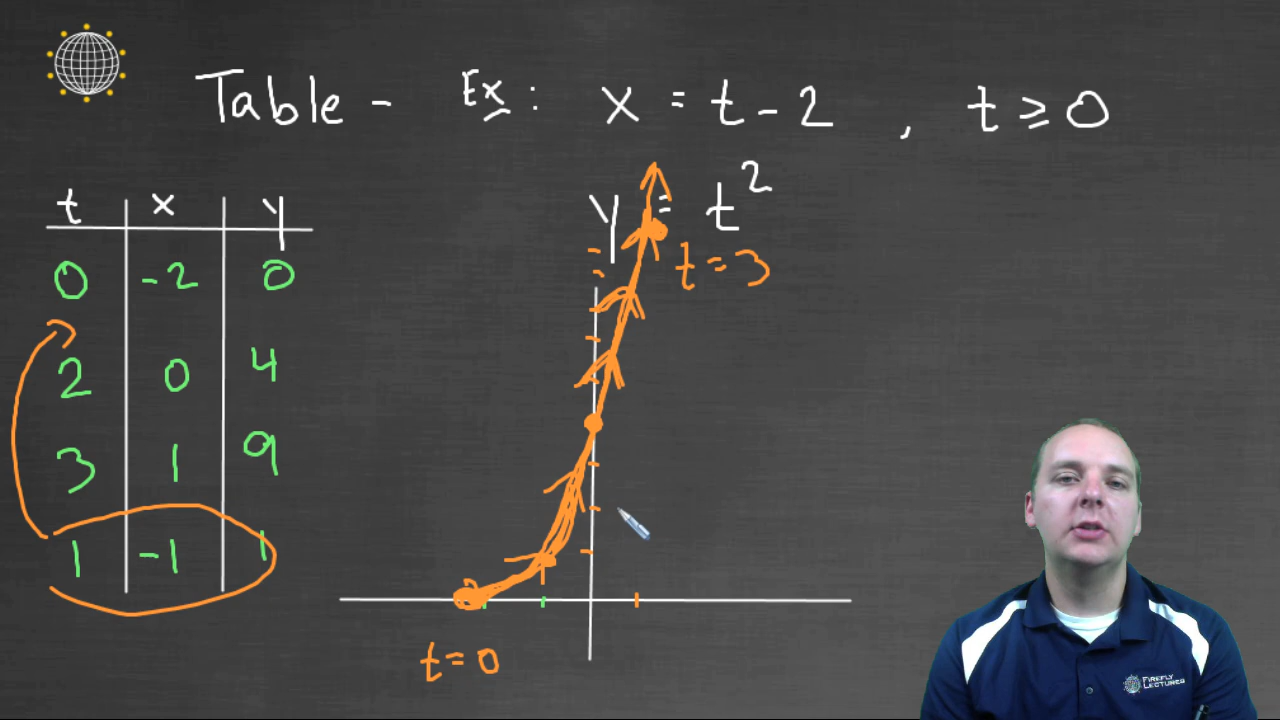 Table - Ex: x = t - 2 , t ≥ 0
y = t²
t x y
0 -2 0
2 0 4
3 1 9
1 -1 1
t = 3
t = 0
FIREFLY
LECTURES